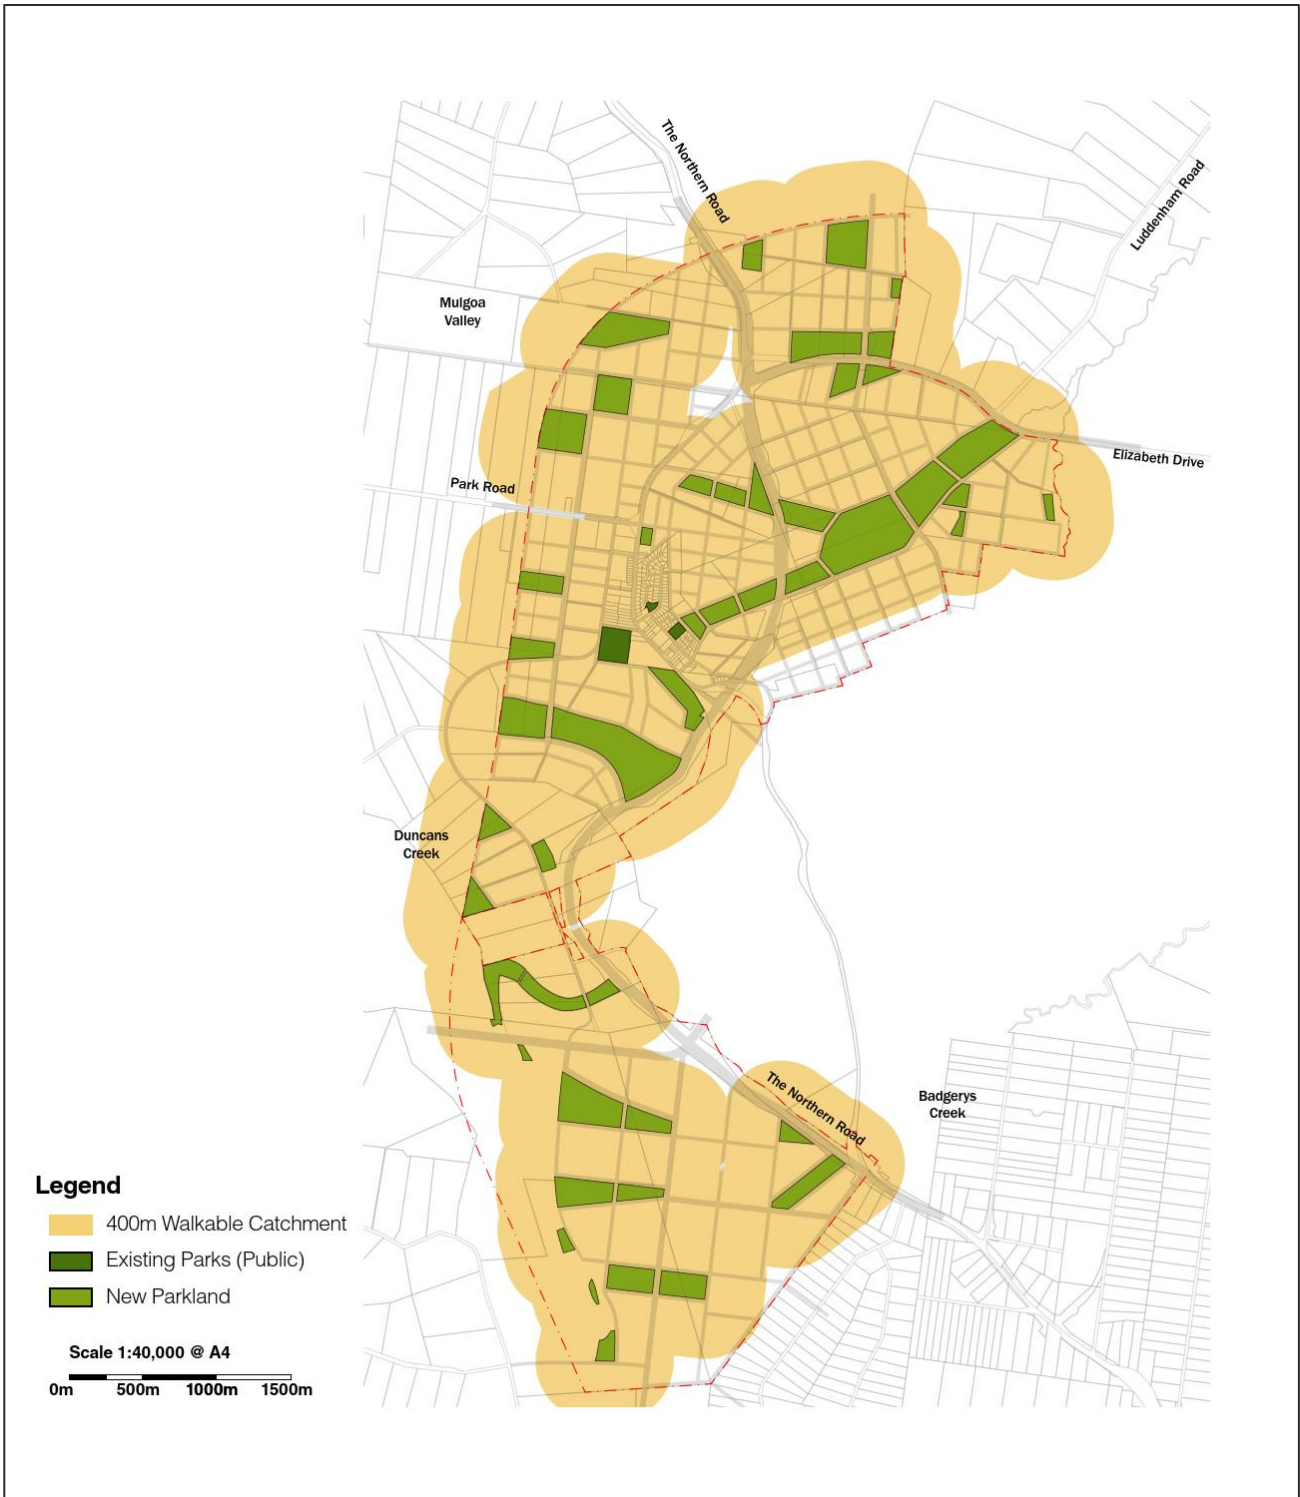 The Northern Road
Luddenham Road
Mulgoa
Valley
Elizabeth Drive
Park Road
Duncans
Creek
The Northern Road
Badgerys
Creek
Legend
400m Walkable Catchment
Existing Parks (Public)
New Parkland
Scale 1:40,000 @ A4
0m 500m 1000m 1500m